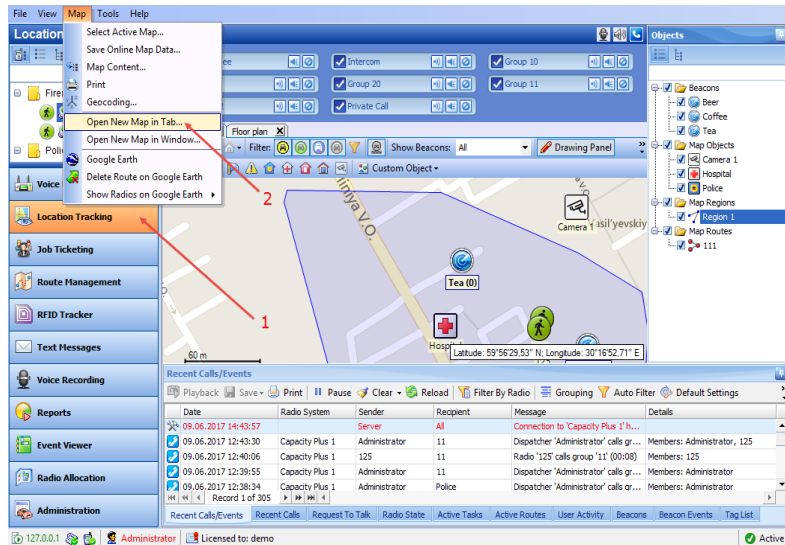 File View Map Tools Help
Locatio
Objects
Select Active Map...
Save Online Map Data...
Map Content...
Print
Geocoding...
Open New Map in Tab...
Open New Map in Window...
Google Earth
Delete Route on Google Earth
Show Radios on Google Earth
ee
Intercom
Group 10
Group 20
Group 11
Private Call
Floor plan X
Filter: Show Beacons: All Drawing Panel
Custom Object
Fire
Poli
Voice
Location Tracking
Job Ticketing
Route Management
RFID Tracker
Text Messages
Voice Recording
Reports
Event Viewer
Radio Allocation
Administration
2
1
iniya V.O.
Camera 1
Vasil'yevskiy
Tea (0)
Hospital
125
Latitude: 59°56'29,53" N; Longitude: 30°16'52,71" E
60 m
Beacons
Beer
Coffee
Tea
Map Objects
Camera 1
Hospital
Police
Map Regions
Region 1
Map Routes
111
Recent Calls/Events
Playback Save Print Pause Clear Reload Filter By Radio Grouping Auto Filter Default Settings
Date Radio System Sender Recipient Message Details
09.06.2017 14:43:57 Server All Connection to 'Capacity Plus 1' h...
09.06.2017 12:43:30 Capacity Plus 1 Administrator 11 Dispatcher 'Administrator' calls gr... Members: Administrator, 125
09.06.2017 12:40:06 Capacity Plus 1 125 11 Radio '125' calls group '11' (00:08) Members: 125
09.06.2017 12:39:55 Capacity Plus 1 Administrator 11 Dispatcher 'Administrator' calls gr... Members: Administrator
09.06.2017 12:38:34 Capacity Plus 1 Administrator Police Dispatcher 'Administrator' calls gr... Members: Administrator
Record 1 of 305
Recent Calls/Events Recent Calls Request To Talk Radio State Active Tasks Active Routes User Activity Beacons Beacon Events Tag List
127.0.0.1 Administrator Licensed to: demo Active